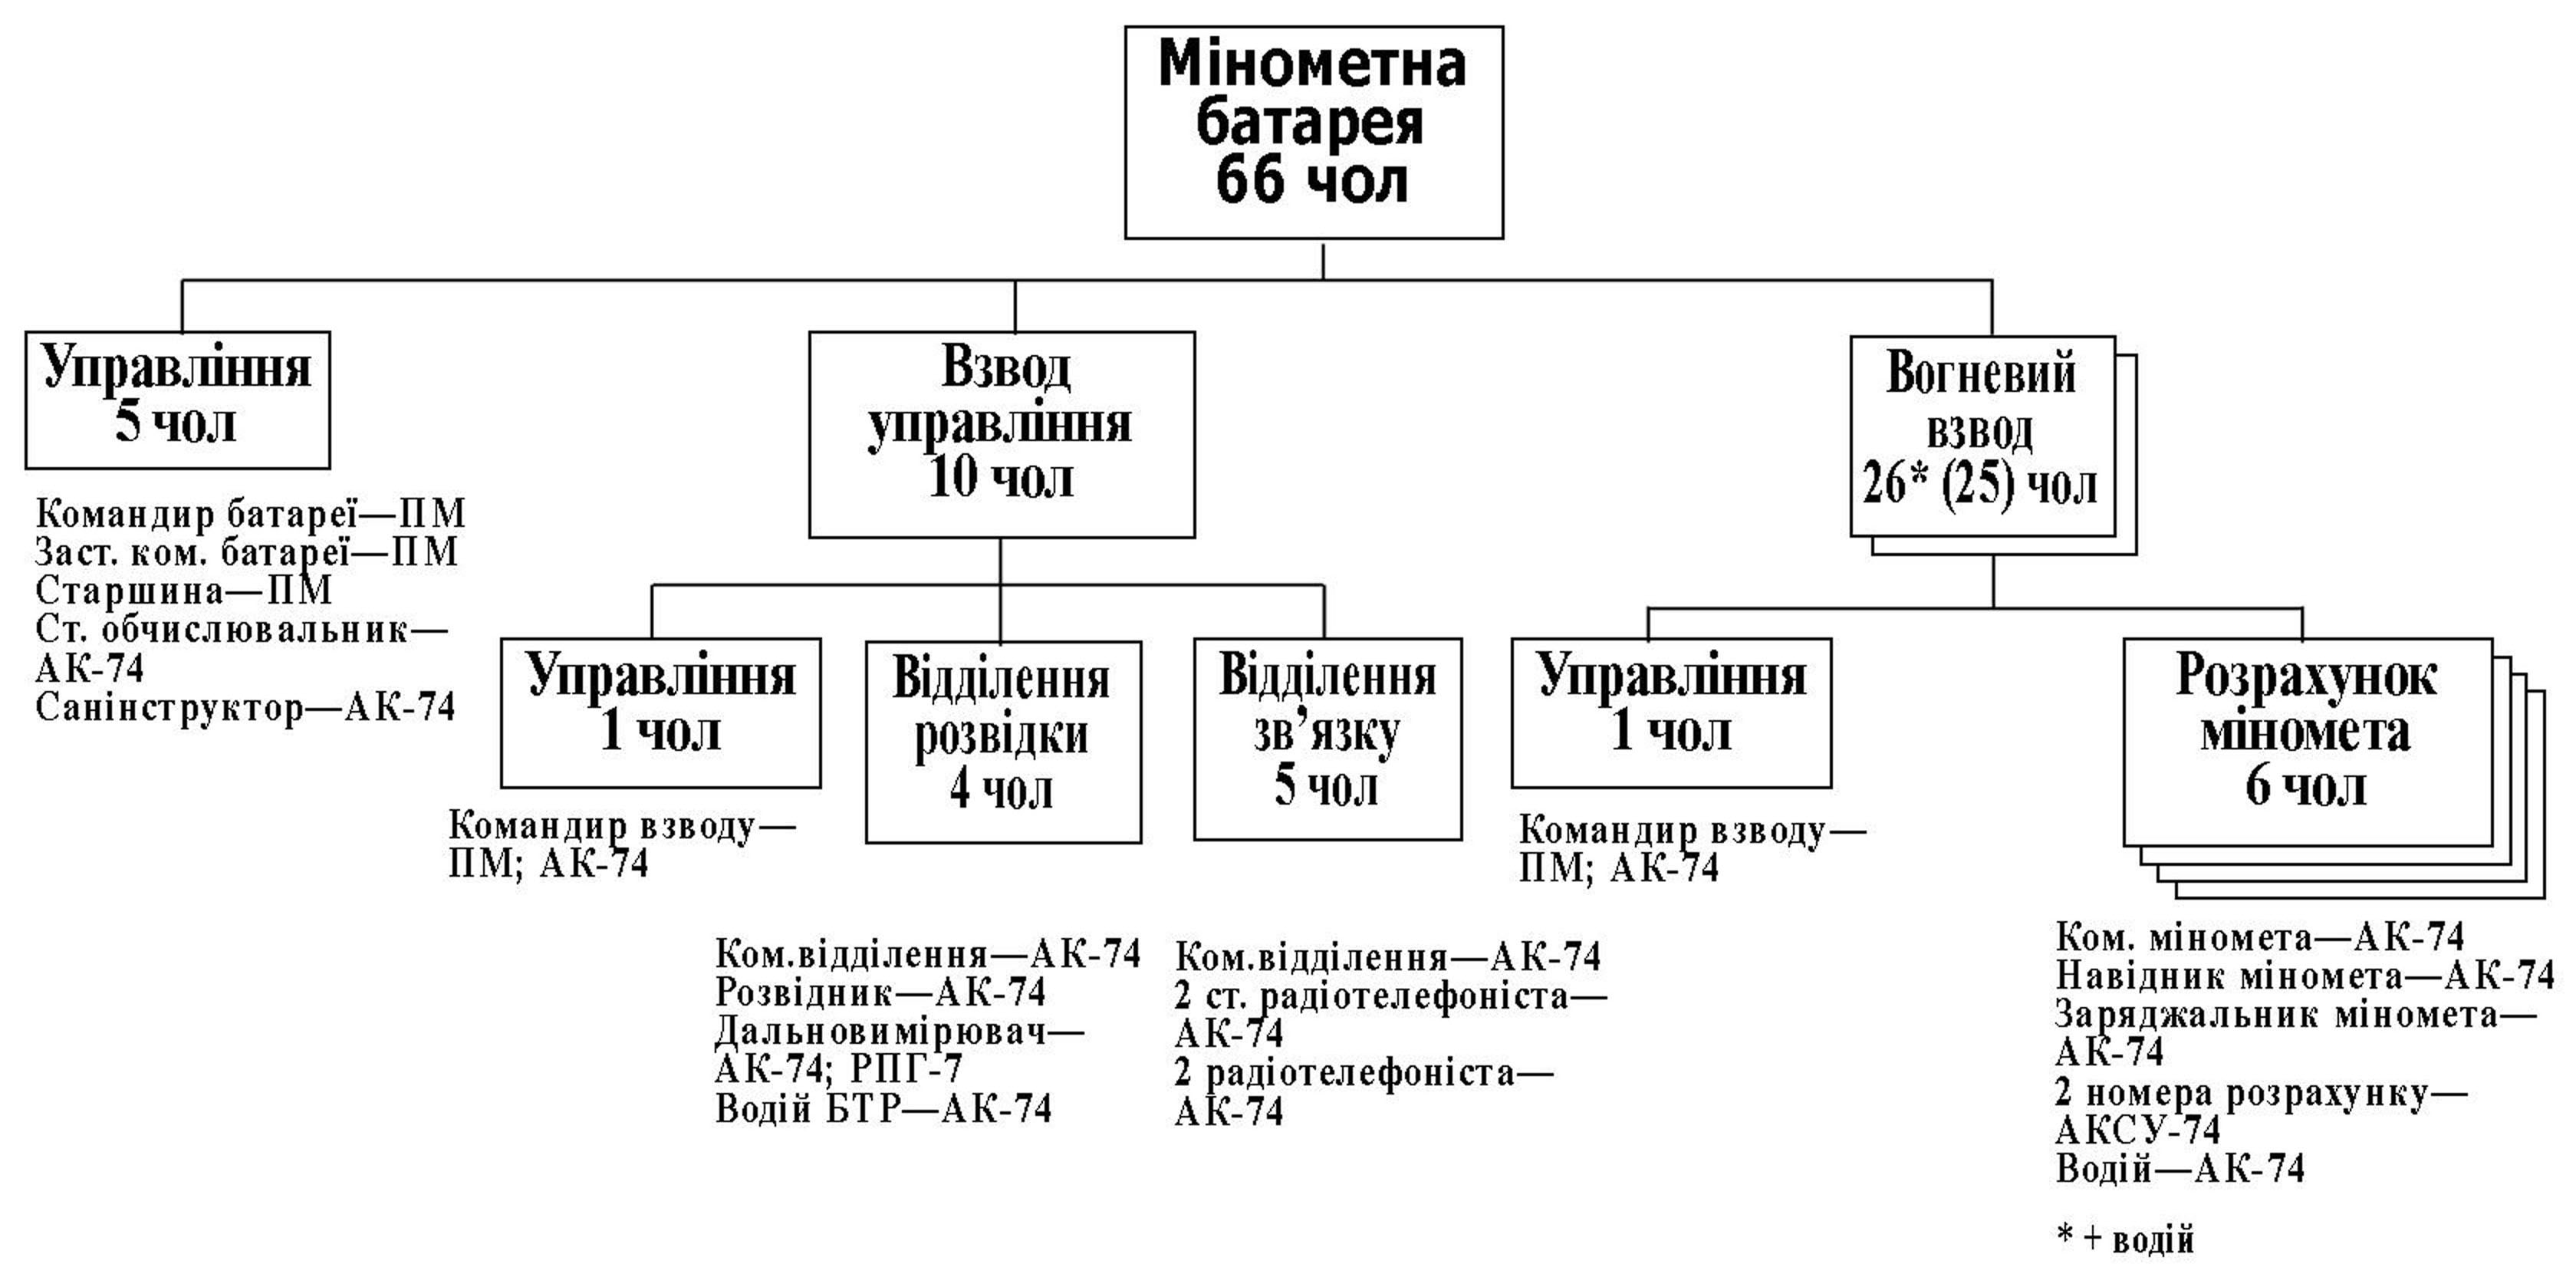 Мінометна
батарея
66 чол
Управління
5 чол
Командир батареї—ПМ
Заст. ком. батареї—ПМ
Старшина—ПМ
Ст. обчислювальник—
АК-74
Санінструктор—АК-74
Взвод
управління
10 чол
Управління
1 чол
Командир взводу—
ПМ; АК-74
Відділення
розвідки
4 чол
Ком.відділення—АК-74
Розвідник—АК-74
Дальновимірювач—
АК-74; РПГ-7
Водій БТР—АК-74
Відділення
зв’язку
5 чол
Ком.відділення—АК-74
2 ст. радіотелефоніста—
АК-74
2 радіотелефоніста—
АК-74
Вогневий
взвод
26* (25) чол
Управління
1 чол
Командир взводу—
ПМ; АК-74
Розрахунок
міномета
6 чол
Ком. міномета—АК-74
Навідник міномета—АК-74
Заряджальник міномета—
АК-74
2 номера розрахунку—
АКСУ-74
Водій—АК-74
* + водій